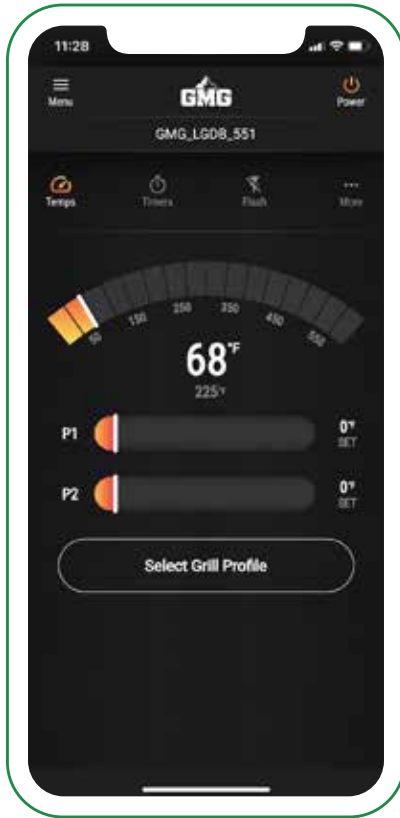 11:28
Menu
GMG
Power
GMG_LGDB_551
Temps
Timers
Flash
More
50 150 250 350 450 550
68°F
225°F
P1
0°F
SET
P2
0°F
SET
Select Grill Profile